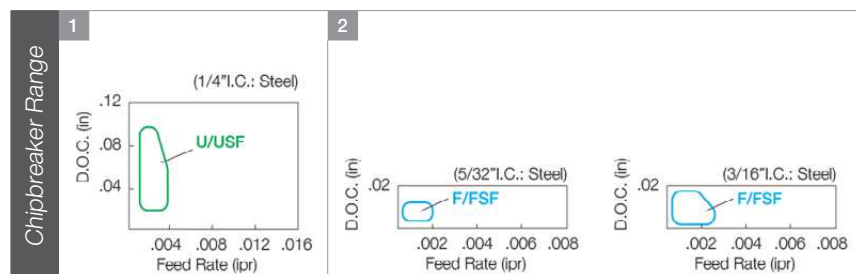 Chipbreaker Range
1
(1/4"I.C.: Steel)
.12
.08
.04
D.O.C. (in)
U/USF
.004 .008 .012 .016
Feed Rate (ipr)
2
(5/32"I.C.: Steel)
.02
D.O.C. (in)
F/FSF
.002 .004 .006 .008
Feed Rate (ipr)
(3/16"I.C.: Steel)
.02
D.O.C. (in)
F/FSF
.002 .004 .006 .008
Feed Rate (ipr)